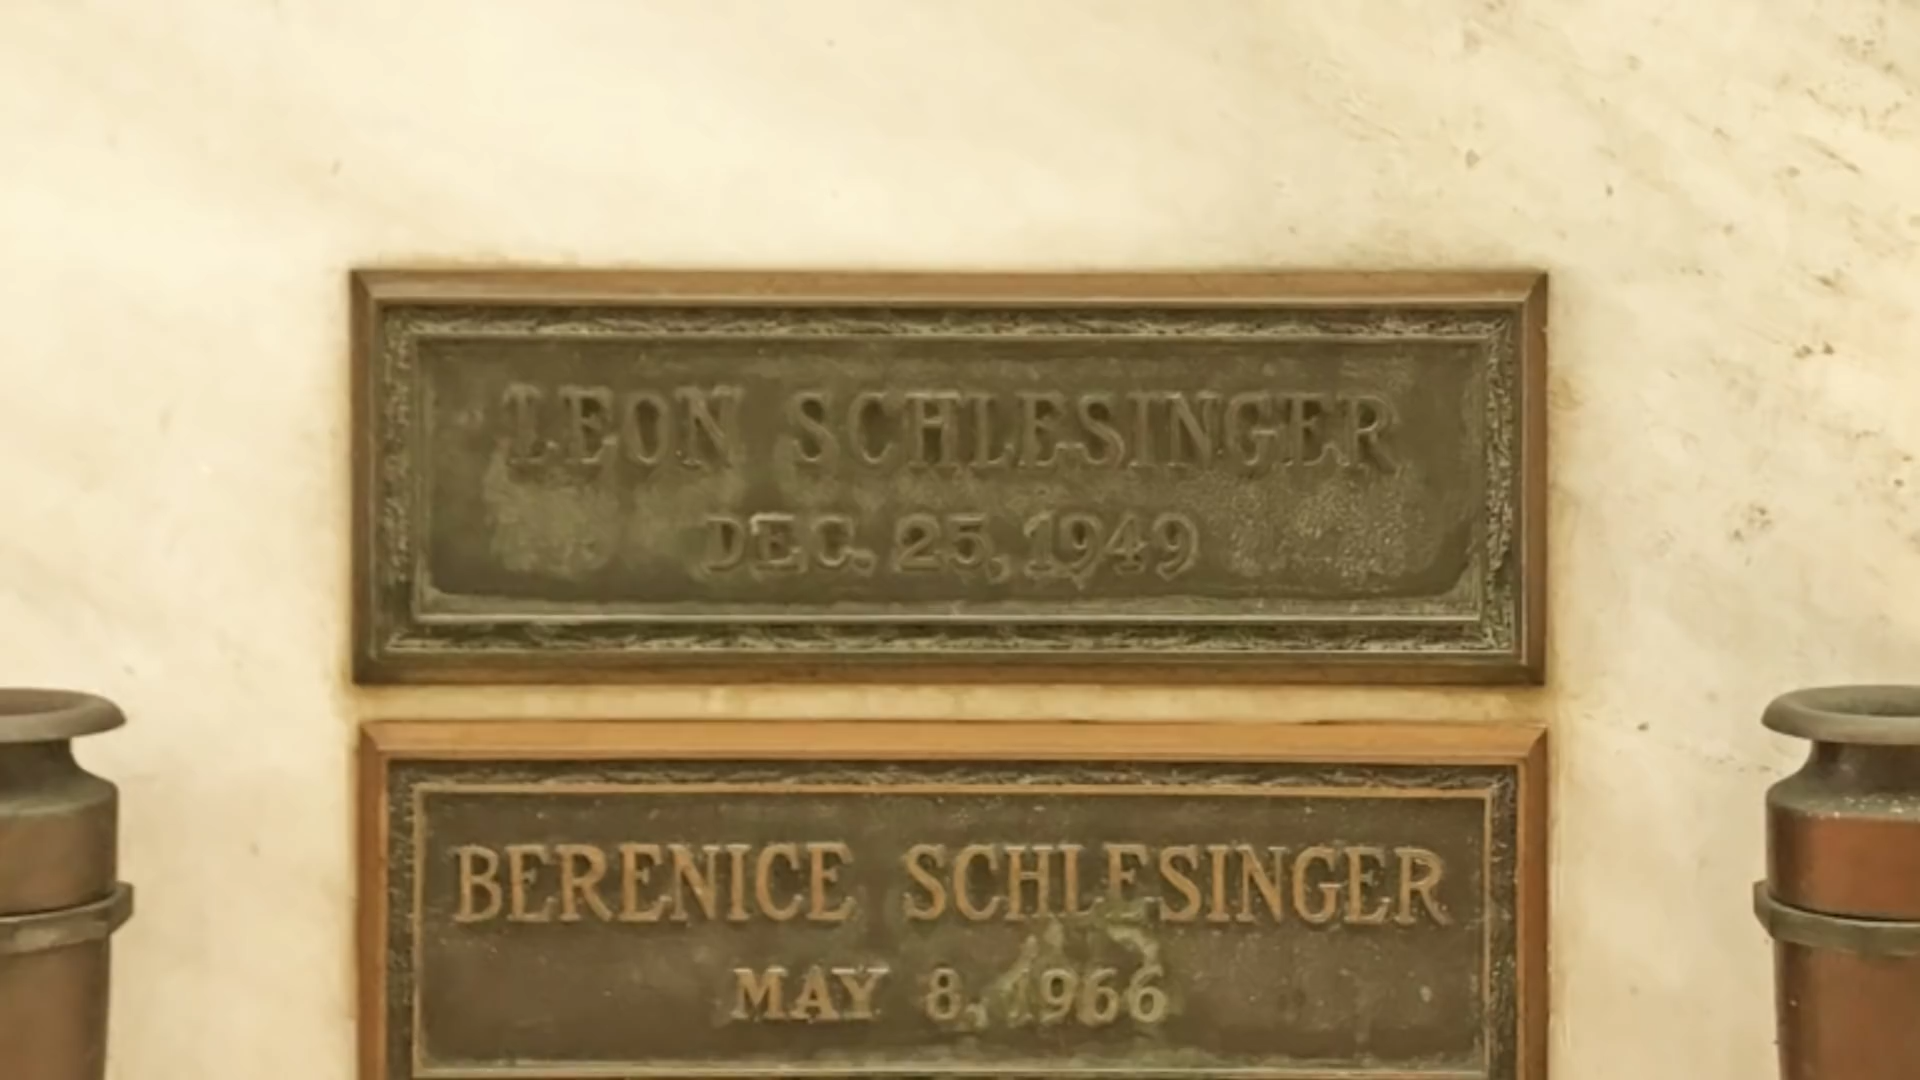 LEON SCHLESINGER
DEC. 25, 1949
BERENICE SCHLESINGER
MAY 8, 1966